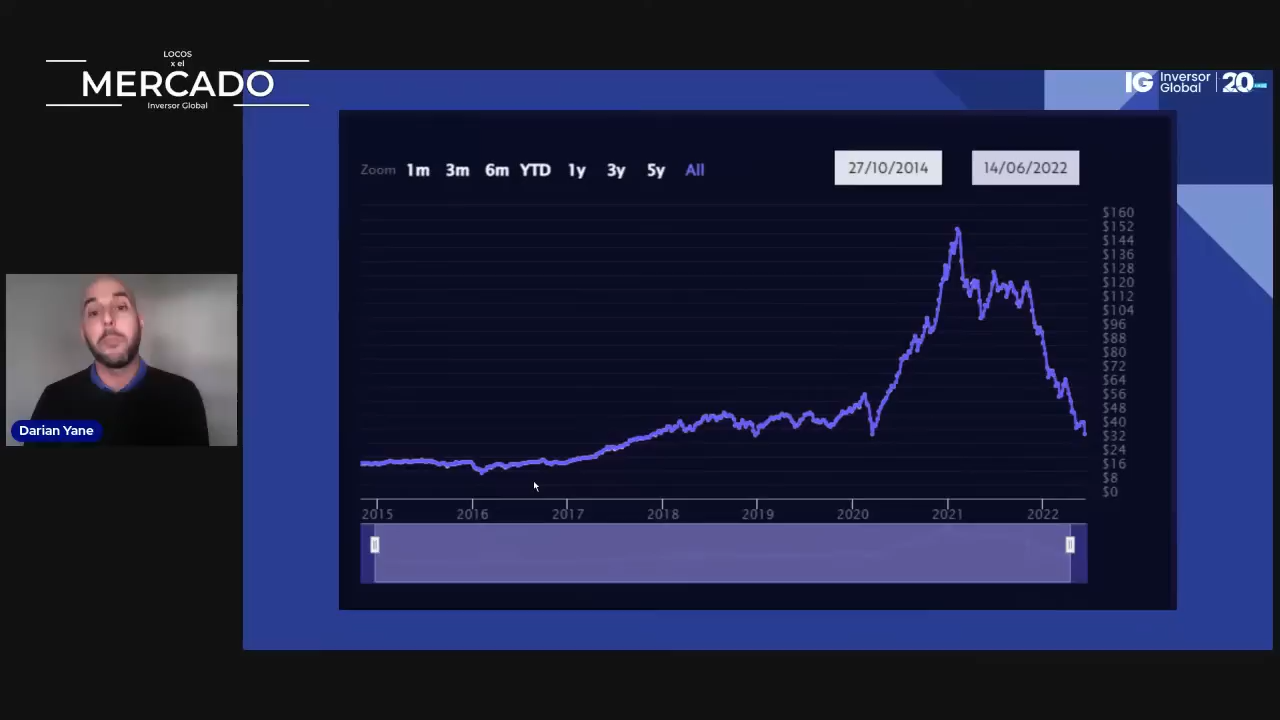 LOCOS
x el
MERCADO
Inversor Global
IG Inversor Global 20
Zoom 1m 3m 6m YTD 1y 3y 5y All 27/10/2014 14/06/2022
$160
$152
$144
$136
$128
$120
$112
$104
$96
$88
$80
$72
$64
$56
$48
$40
$32
$24
$16
$8
$0
2015 2016 2017 2018 2019 2020 2021 2022
Darian Yane